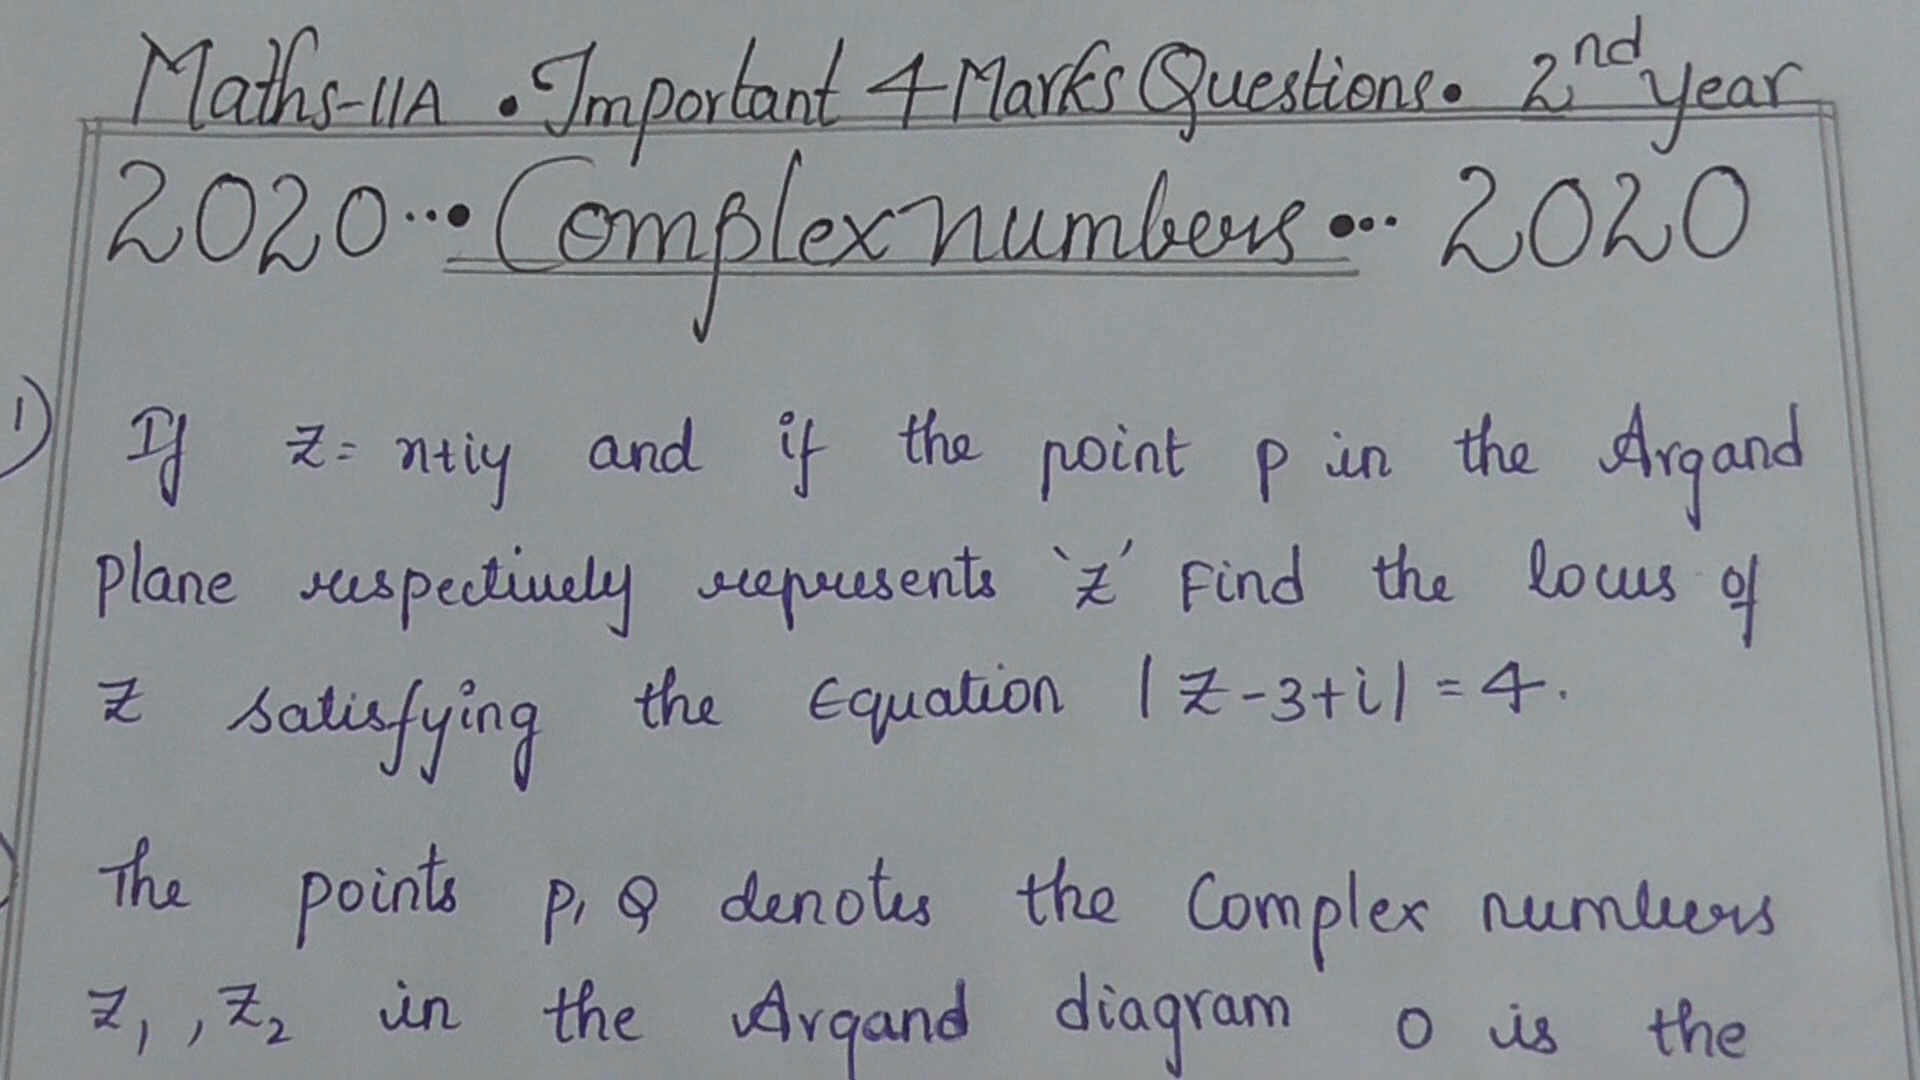 Maths-IIA . Important 4 Marks Questions. 2nd year
2020... Complex numbers ... 2020
1) If z = x+iy and if the point p in the Argand
plane respectively represents 'z' Find the locus of
z satisfying the Equation |z-3+i| = 4.
The points p, Q denotes the Complex numbers
z1, z2 in the Argand diagram O is the